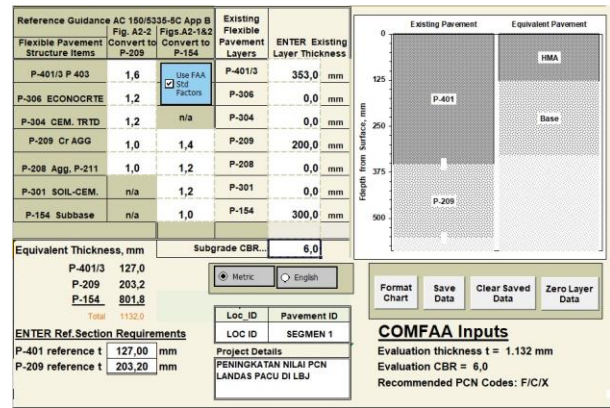 Reference Guidance AC 150/5335-5C App B
Existing Flexible Pavement Layers
ENTER Existing Layer Thickness
Flexible Pavement Structure Items
Fig. A2-2 Convert to P-209
Figs.A2-1&2 Convert to P-154
P-401/3 P 403 1,6 P-401/3 353,0 mm
Use FAA Std Factors
P-306 ECONOCRTE 1,2 P-306 0,0 mm
P-304 CEM. TRTD 1,2 n/a P-304 0,0 mm
P-209 Cr AGG 1,0 1,4 P-209 200,0 mm
P-208 Agg, P-211 1,0 1,2 P-208 0,0 mm
P-301 SOIL-CEM. n/a 1,2 P-301 0,0 mm
P-154 Subbase n/a 1,0 P-154 300,0 mm
Equivalent Thickness, mm
Subgrade CBR... 6,0
P-401/3 127,0
P-209 203,2
P-154 801,8
Total 1132,0
Metric
English
ENTER Ref.Section Requirements
P-401 reference t 127,00 mm
P-209 reference t 203,20 mm
Loc_ID Pavement ID
LOC ID SEGMEN 1
Project Details
PENINGKATAN NILAI PCN
LANDAS PACU DI LBJ
Existing Pavement
Equivalent Pavement
0
125
250
375
500
Fdepth from Surface, mm
P-401
P-209
HMA
Base
Format Chart
Save Data
Clear Saved Data
Zero Layer Data
COMFAA Inputs
Evaluation thickness t = 1.132 mm
Evaluation CBR = 6,0
Recommended PCN Codes: F/C/X